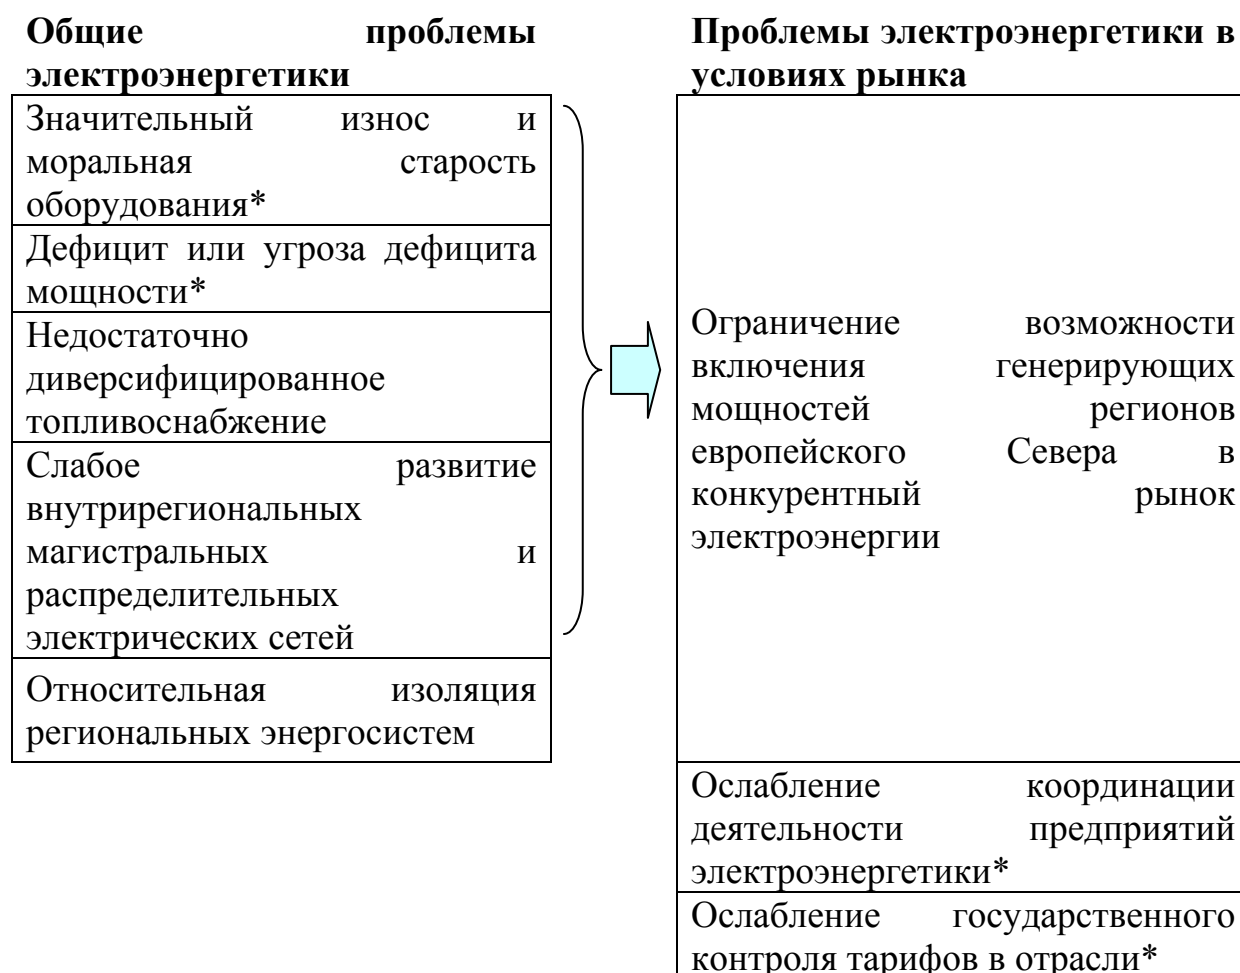 Общие проблемы
электроэнергетики
Значительный износ и
моральная старость
оборудования*
Дефицит или угроза дефицита
мощности*
Недостаточно
диверсифицированное
топливоснабжение
Слабое развитие
внутрирегиональных
магистральных и
распределительных
электрических сетей
Относительная изоляция
региональных энергосистем
Проблемы электроэнергетики в
условиях рынка
Ограничение возможности
включения генерирующих
мощностей регионов
европейского Севера в
конкурентный рынок
электроэнергии
Ослабление координации
деятельности предприятий
электроэнергетики*
Ослабление государственного
контроля тарифов в отрасли*